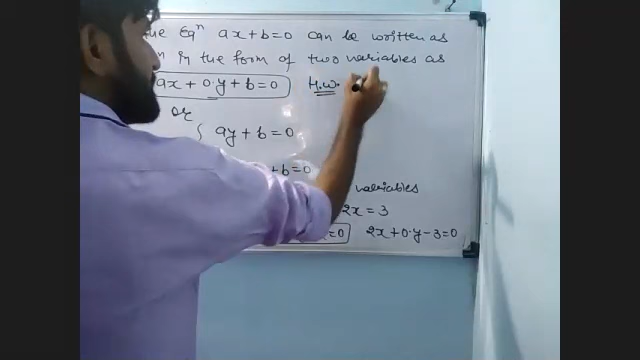 Eqⁿ ax+b=0 can be written as
in the form of two variables as
ax + 0·y + b = 0 H.W.
or
ay + b = 0
+ b = 0
variables
2x = 3
=0 2x + 0·y - 3 = 0